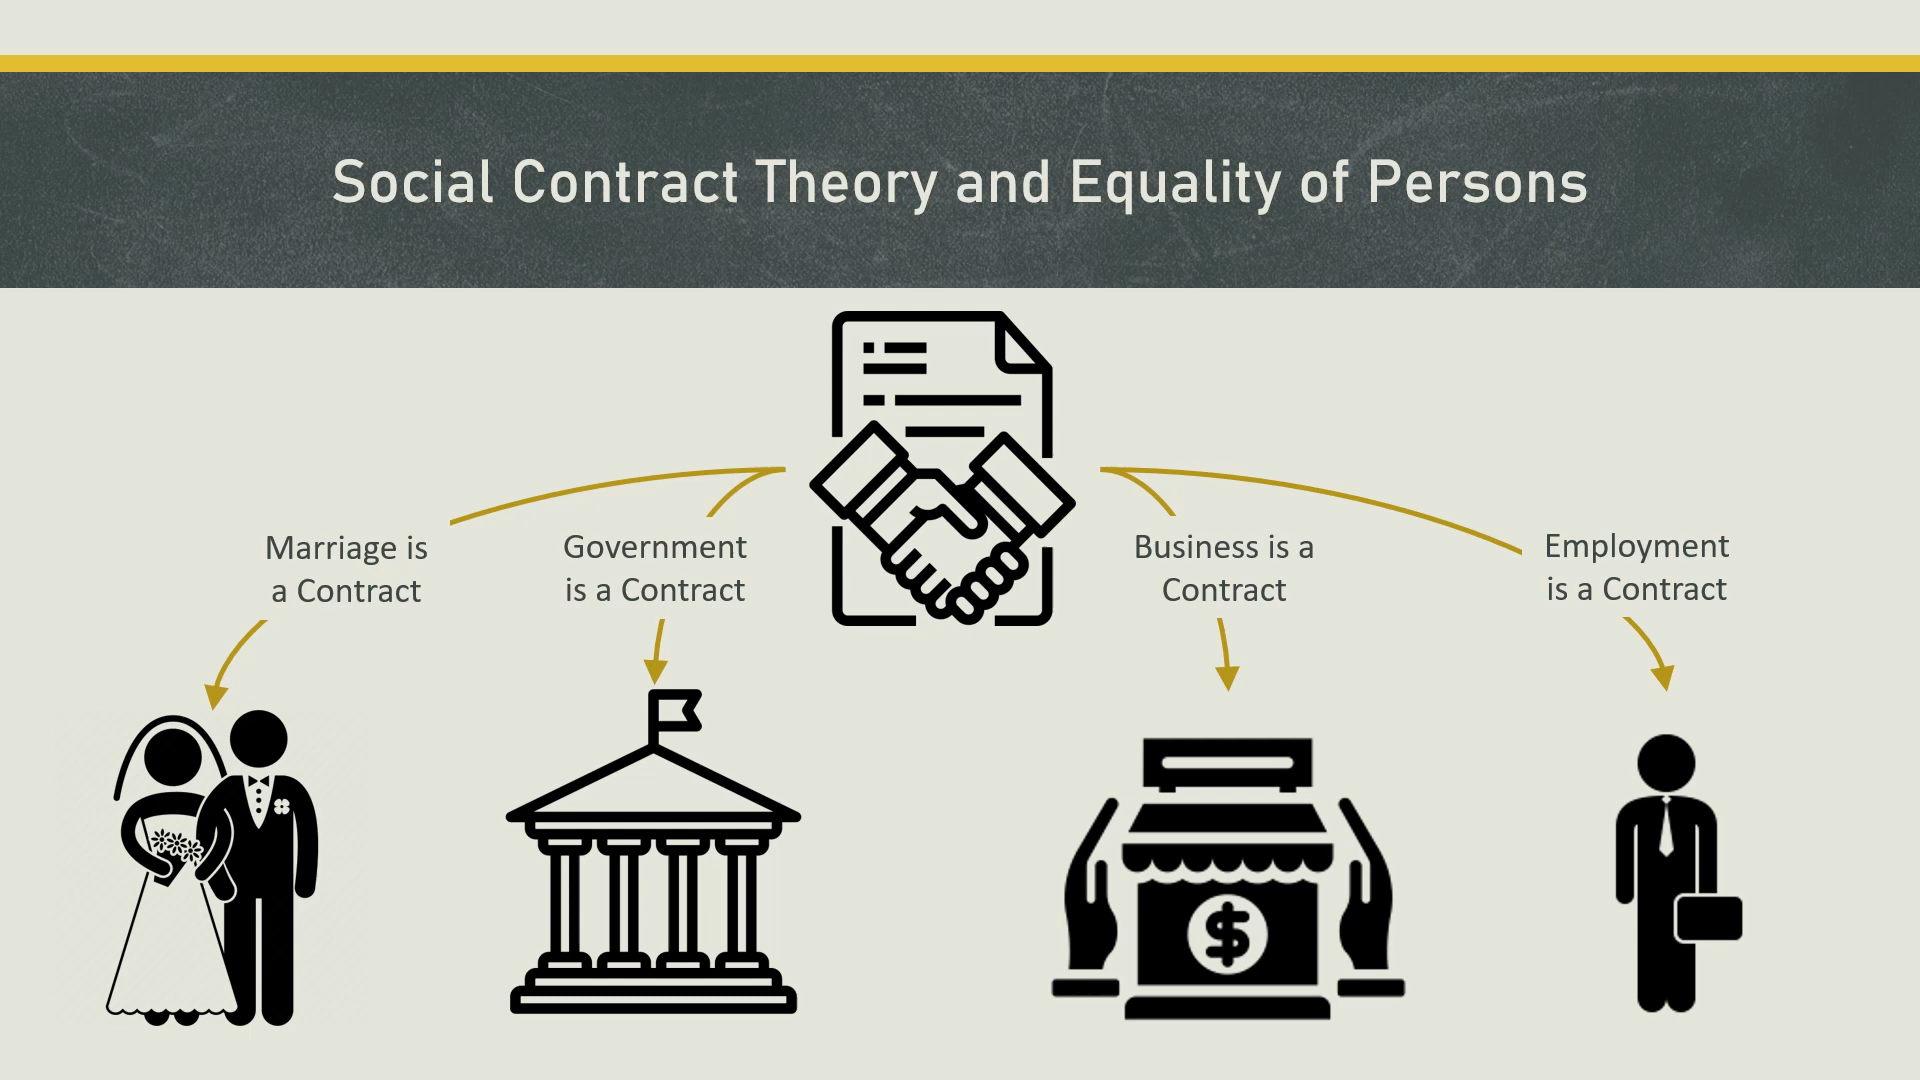 Social Contract Theory and Equality of Persons
Marriage is
a Contract
Government
is a Contract
Business is a
Contract
Employment
is a Contract
$